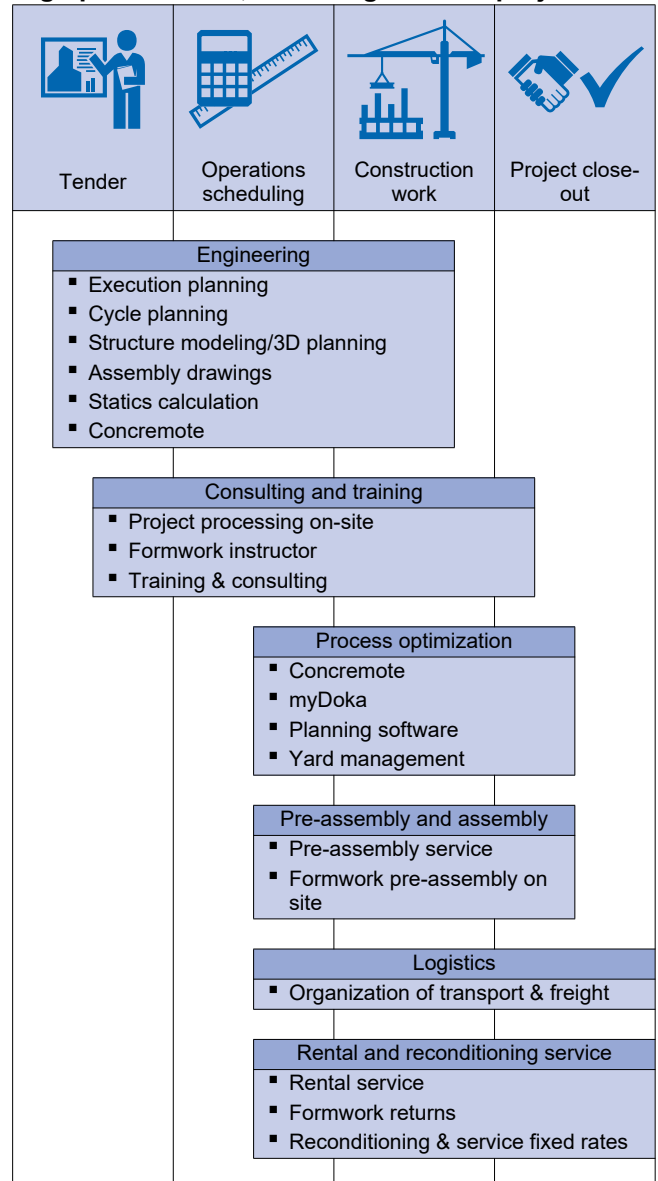 Tender
Operations
scheduling
Construction
work
Project close-
out
Engineering
▪ Execution planning
▪ Cycle planning
▪ Structure modeling/3D planning
▪ Assembly drawings
▪ Statics calculation
▪ Concremote
Consulting and training
▪ Project processing on-site
▪ Formwork instructor
▪ Training & consulting
Process optimization
▪ Concremote
▪ myDoka
▪ Planning software
▪ Yard management
Pre-assembly and assembly
▪ Pre-assembly service
▪ Formwork pre-assembly on
site
Logistics
▪ Organization of transport & freight
Rental and reconditioning service
▪ Rental service
▪ Formwork returns
▪ Reconditioning & service fixed rates